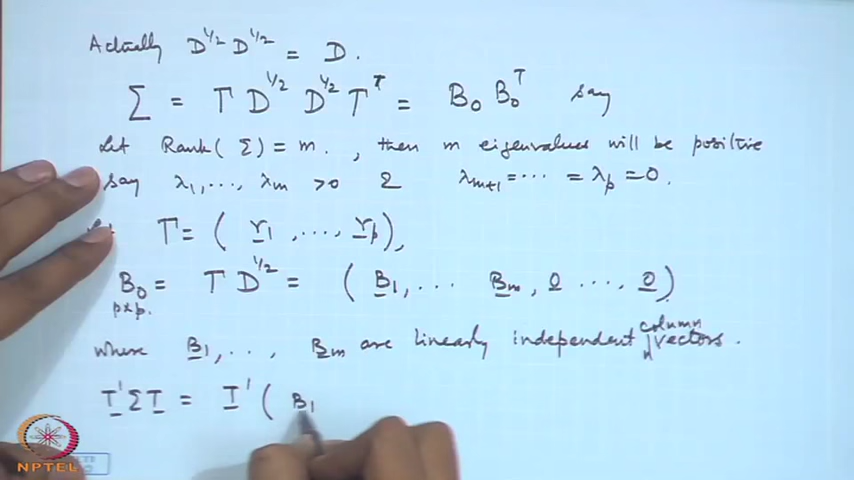 Actually D^{1/2} D^{1/2} = D.
Σ = Γ D^{1/2} D^{1/2} Γ^T = B_0 B_0^T say
Let Rank(Σ) = m. , then m eigenvalues will be positive
say λ_1, ..., λ_m > 0 & λ_{m+1} = ... = λ_p = 0.
Γ = ( γ_1 , ..., γ_p ),
B_0 = Γ D^{1/2} = ( B_1, ... B_m, 0 ... , 0 )
p×p.
where B_1, ..., B_m are linearly independent column vectors.
T' Σ T = T' ( B_1
NPTEL